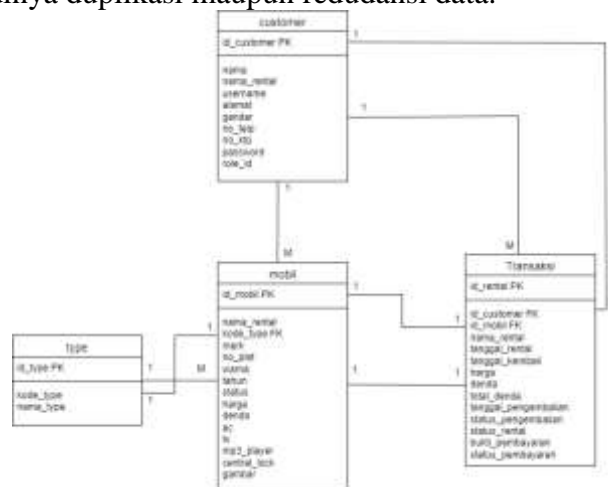 nya duplikasi maupun redudansi data.
customer
id_customer PK
nama
nama_rental
username
alamat
gender
no_telp
no_ktp
password
role_id
1
1
1
M
M
mobil
id_mobil PK
nama_rental
kode_type FK
merk
no_plat
warna
tahun
status
harga
denda
ac
mp3_player
central_lock
gambar
type
id_type PK
kode_type
nama_type
1
M
1
1
1
1
1
1
Transaksi
id_rental PK
id_customer FK
id_mobil FK
nama_rental
tanggal_rental
tanggal_kembali
harga
denda
total_denda
tanggal_pengembalian
status_pengembalian
status_rental
bukti_pembayaran
status_pembayaran